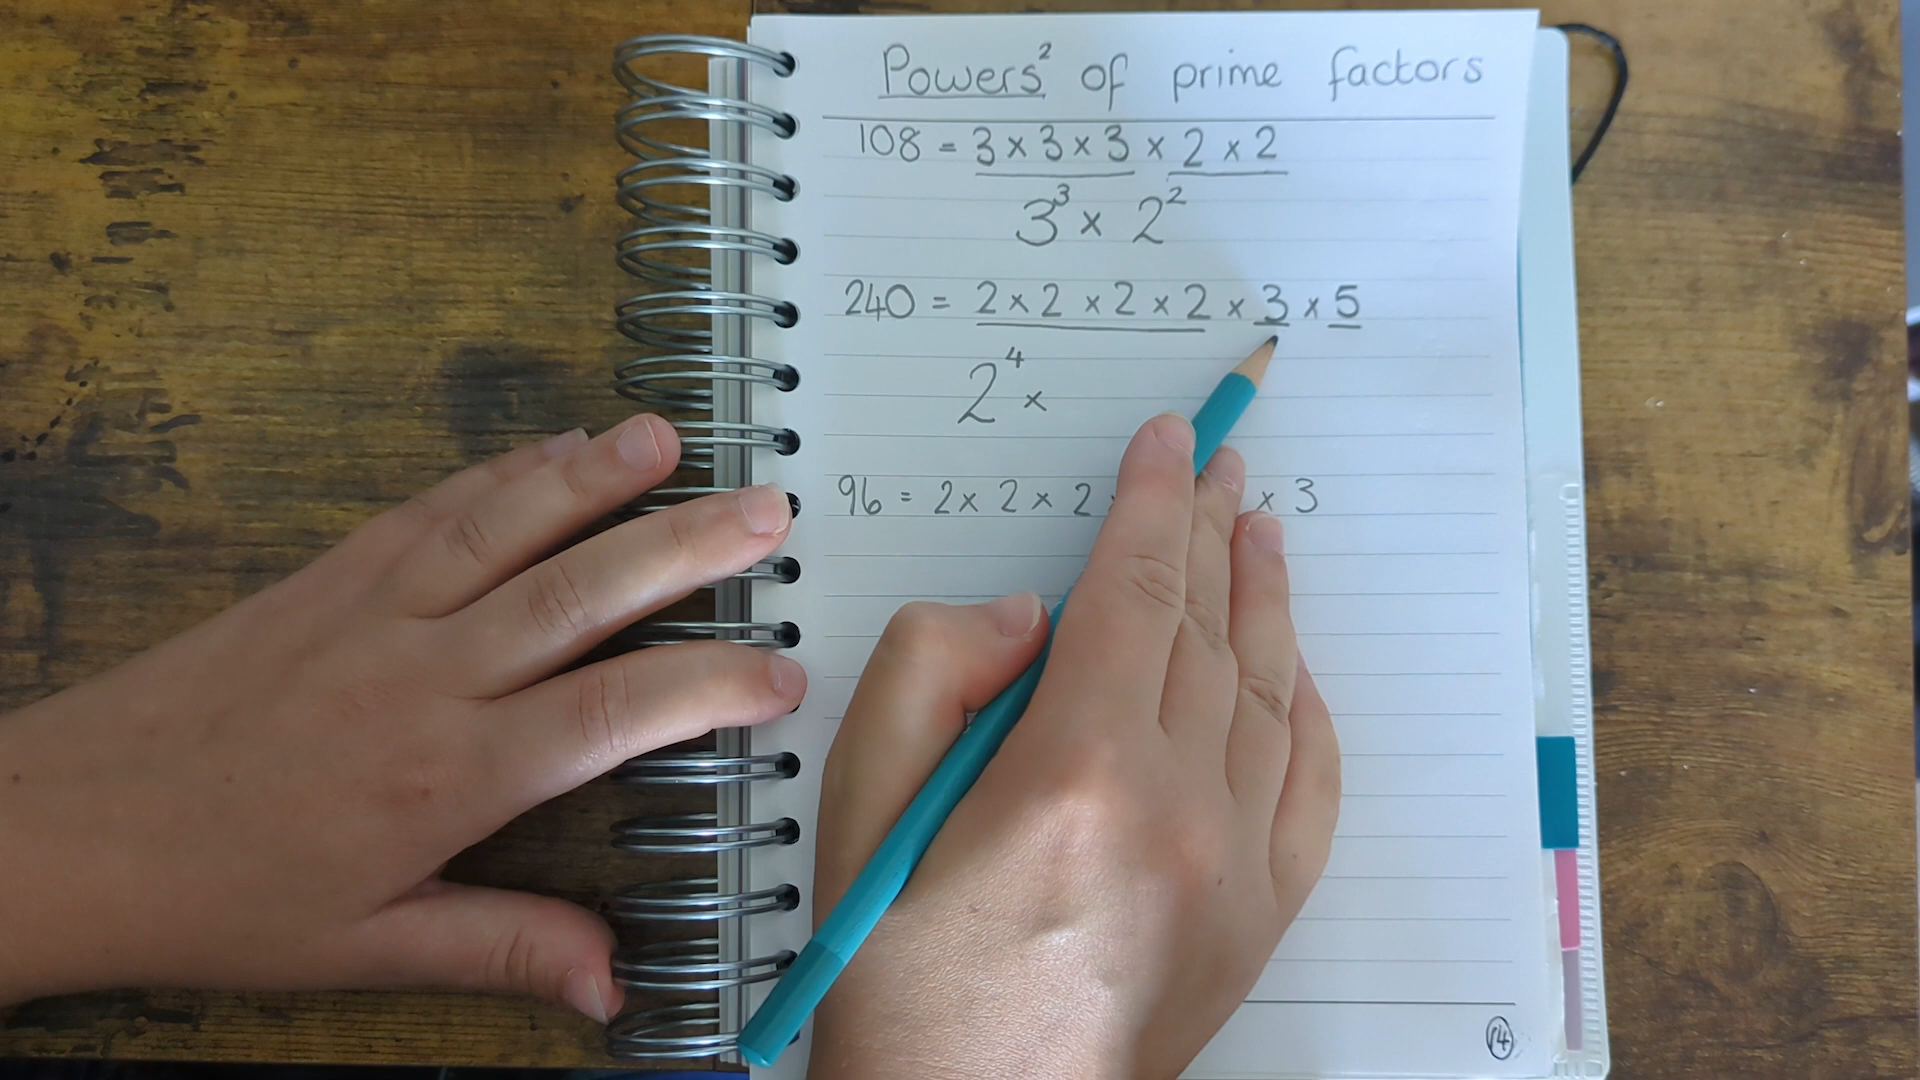 Powers² of prime factors
108 = 3 × 3 × 3 × 2 × 2
3³ × 2²
240 = 2 × 2 × 2 × 2 × 3 × 5
2⁴ ×
96 = 2 × 2 × 2 × 3
14